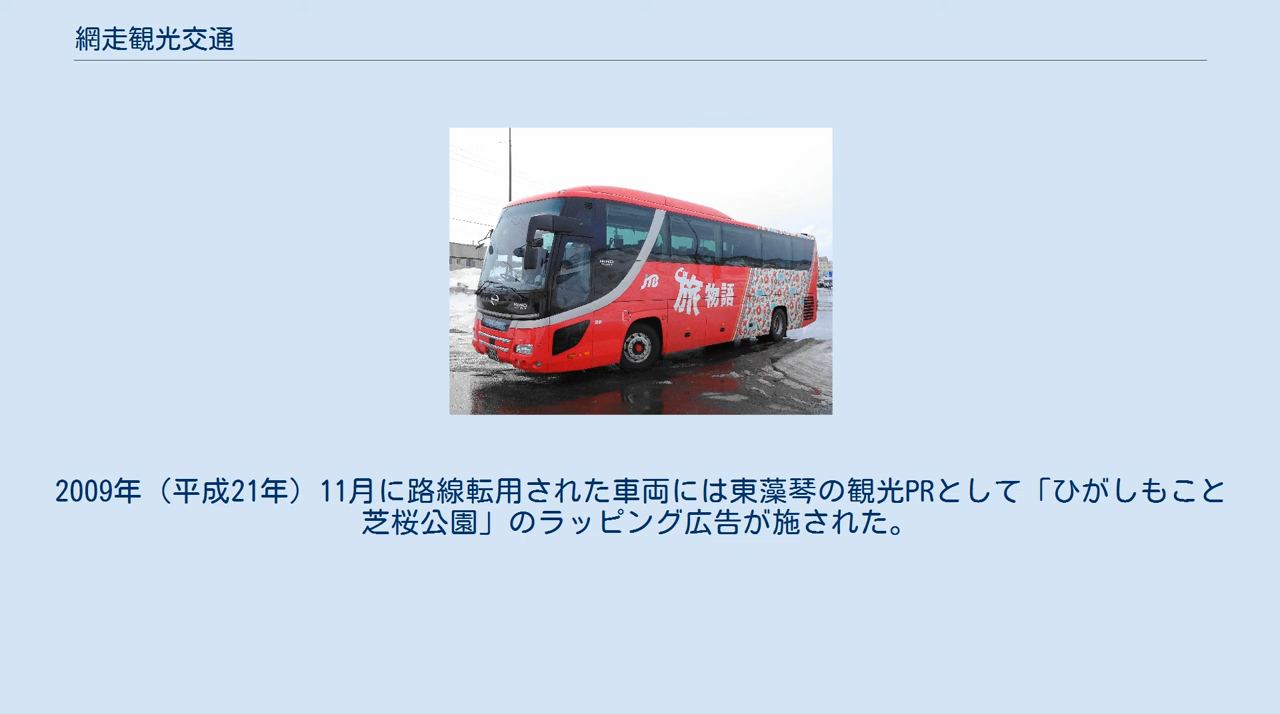 網走観光交通
JTB
旅物語
2009年（平成21年）11月に路線転用された車両には東藻琴の観光PRとして「ひがしもこと
芝桜公園」のラッピング広告が施された。